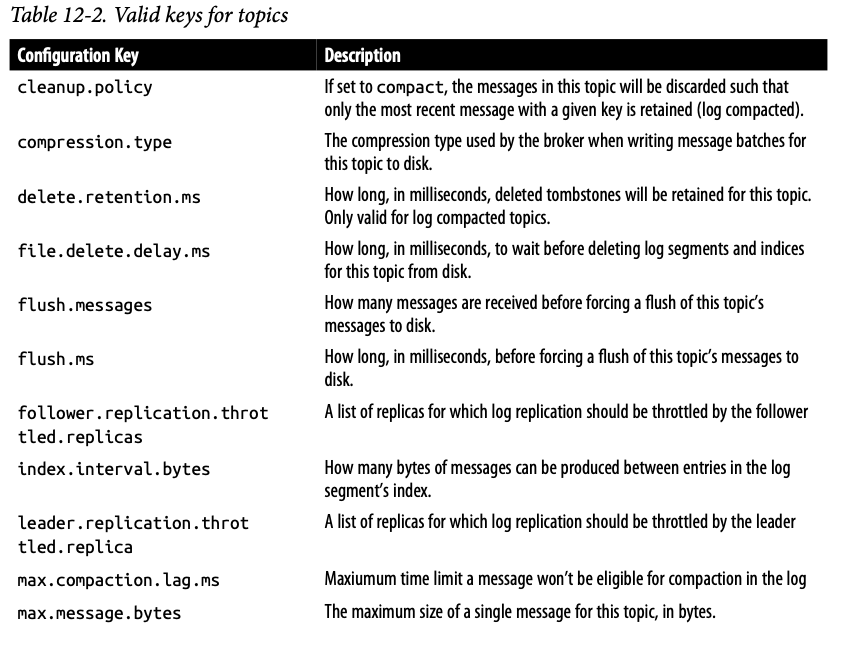 Table 12-2. Valid keys for topics
Configuration Key Description
cleanup.policy If set to compact, the messages in this topic will be discarded such that
only the most recent message with a given key is retained (log compacted).
compression.type The compression type used by the broker when writing message batches for
this topic to disk.
delete.retention.ms How long, in milliseconds, deleted tombstones will be retained for this topic.
Only valid for log compacted topics.
file.delete.delay.ms How long, in milliseconds, to wait before deleting log segments and indices
for this topic from disk.
flush.messages How many messages are received before forcing a flush of this topic's
messages to disk.
flush.ms How long, in milliseconds, before forcing a flush of this topic's messages to
disk.
follower.replication.throt A list of replicas for which log replication should be throttled by the follower
tled.replicas
index.interval.bytes How many bytes of messages can be produced between entries in the log
segment's index.
leader.replication.throt A list of replicas for which log replication should be throttled by the leader
tled.replica
max.compaction.lag.ms Maxiumum time limit a message won't be eligible for compaction in the log
max.message.bytes The maximum size of a single message for this topic, in bytes.